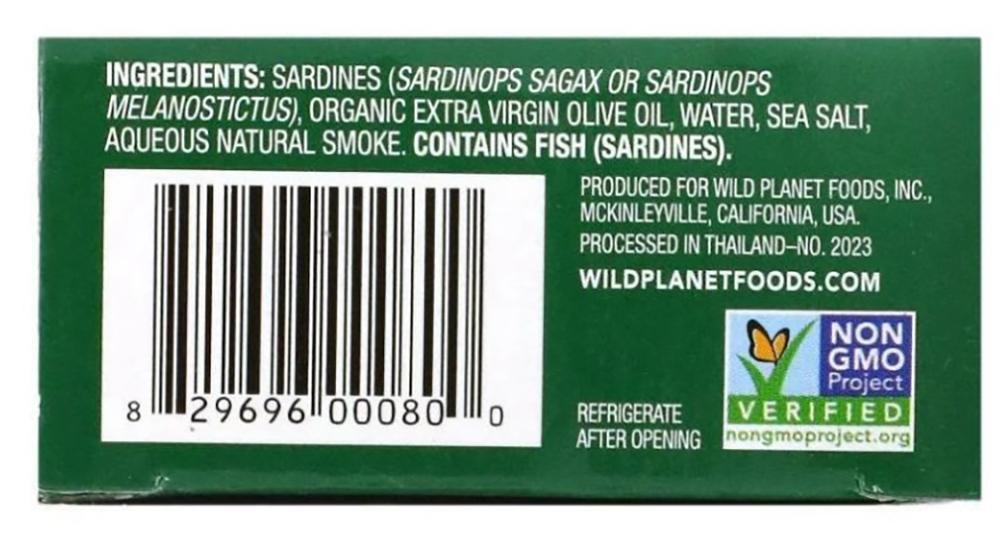 INGREDIENTS: SARDINES (SARDINOPS SAGAX OR SARDINOPS
MELANOSTICTUS), ORGANIC EXTRA VIRGIN OLIVE OIL, WATER, SEA SALT,
AQUEOUS NATURAL SMOKE. CONTAINS FISH (SARDINES).
PRODUCED FOR WILD PLANET FOODS, INC.,
MCKINLEYVILLE, CALIFORNIA, USA.
PROCESSED IN THAILAND–NO. 2023
WILDPLANETFOODS.COM
8 29696 00080 0
REFRIGERATE
AFTER OPENING
NON
GMO
Project
VERIFIED
nongmoproject.org